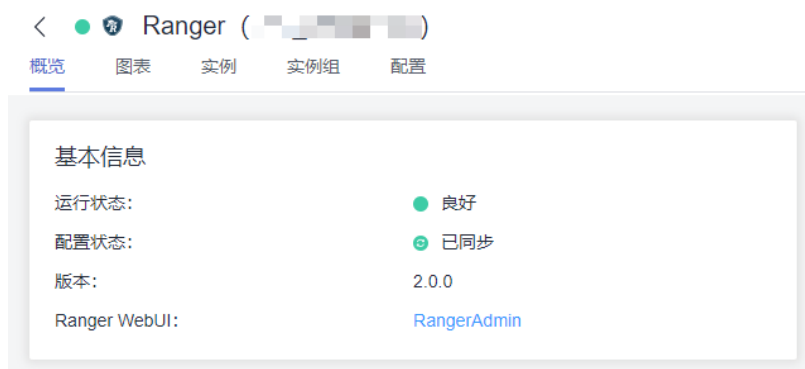 Ranger ( )
概览 图表 实例 实例组 配置
基本信息
运行状态： 良好
配置状态： 已同步
版本： 2.0.0
Ranger WebUI： RangerAdmin